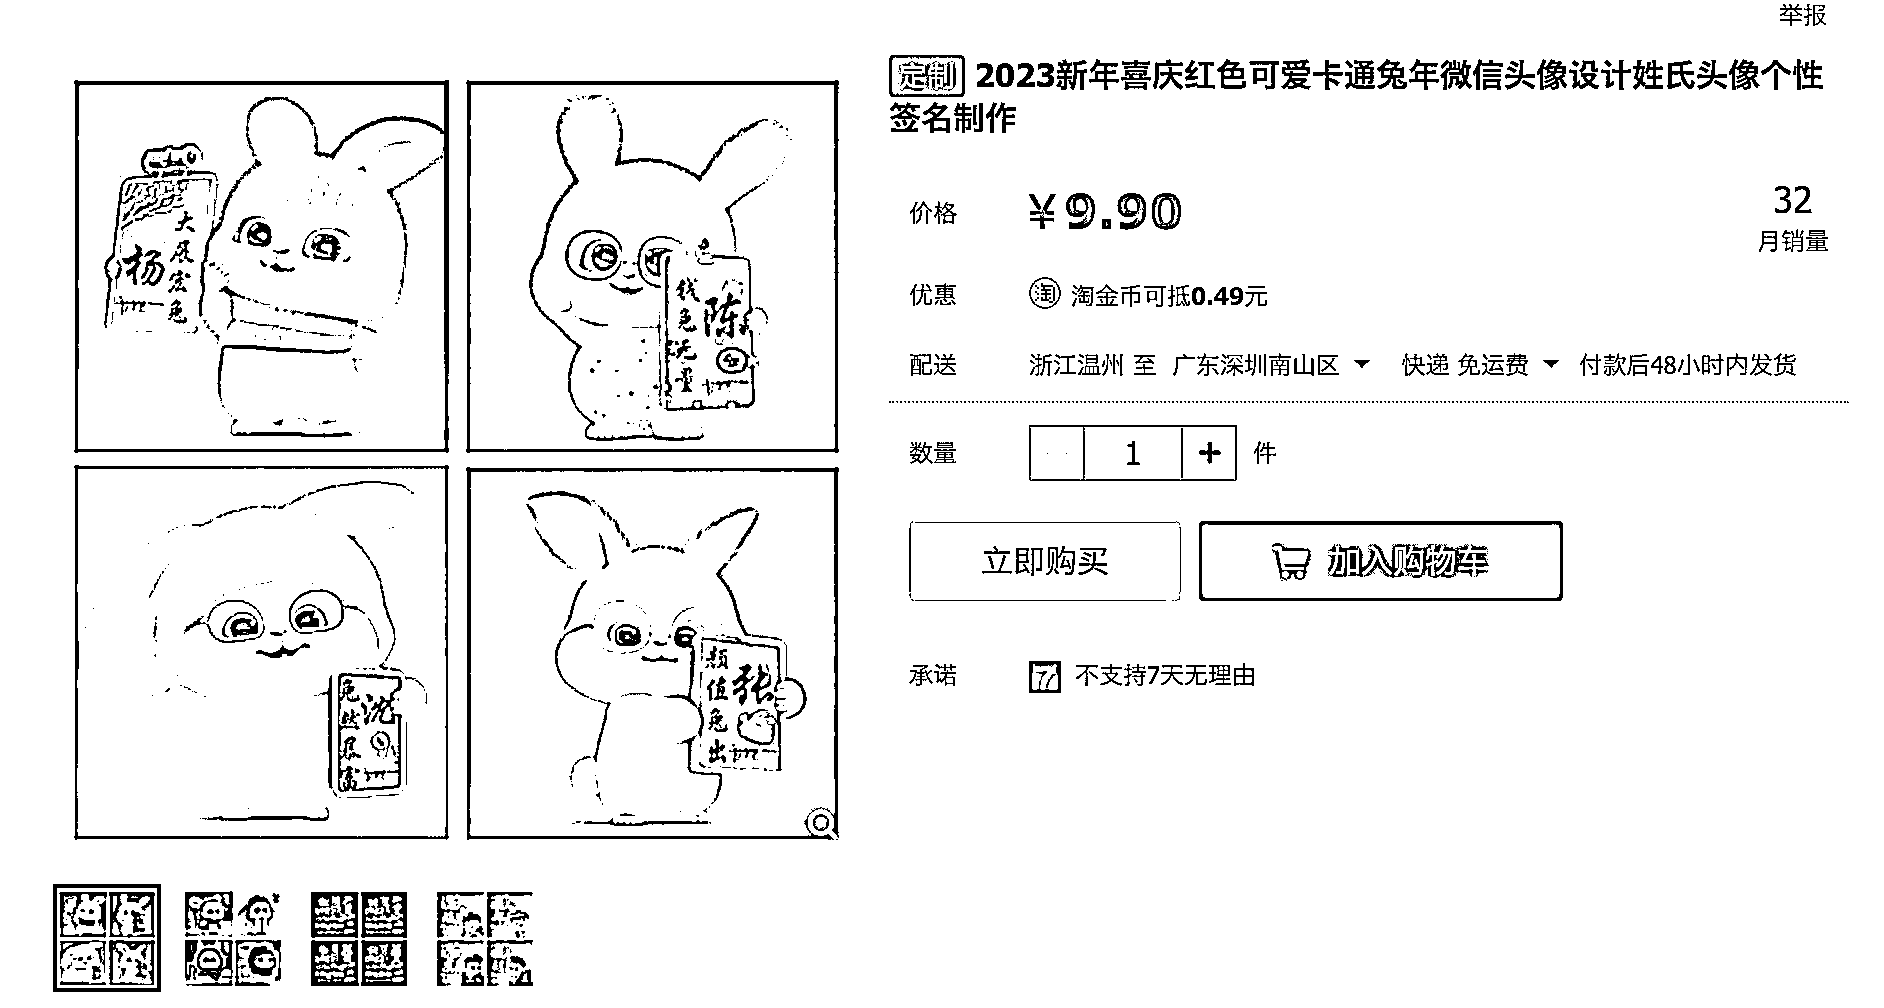 举报
定制 2023新年喜庆红色可爱卡通兔年微信头像设计姓氏头像个性
签名制作
价格 ¥9.90
32
月销量
优惠 淘 淘金币可抵0.49元
配送 浙江温州 至 广东深圳南山区 快递 免运费 付款后48小时内发货
数量 1 + 件
立即购买 加入购物车
承诺 7 不支持7天无理由
杨
大展宏兔
陈
钱兔无量
沈
兔然暴富
张
颜值兔出